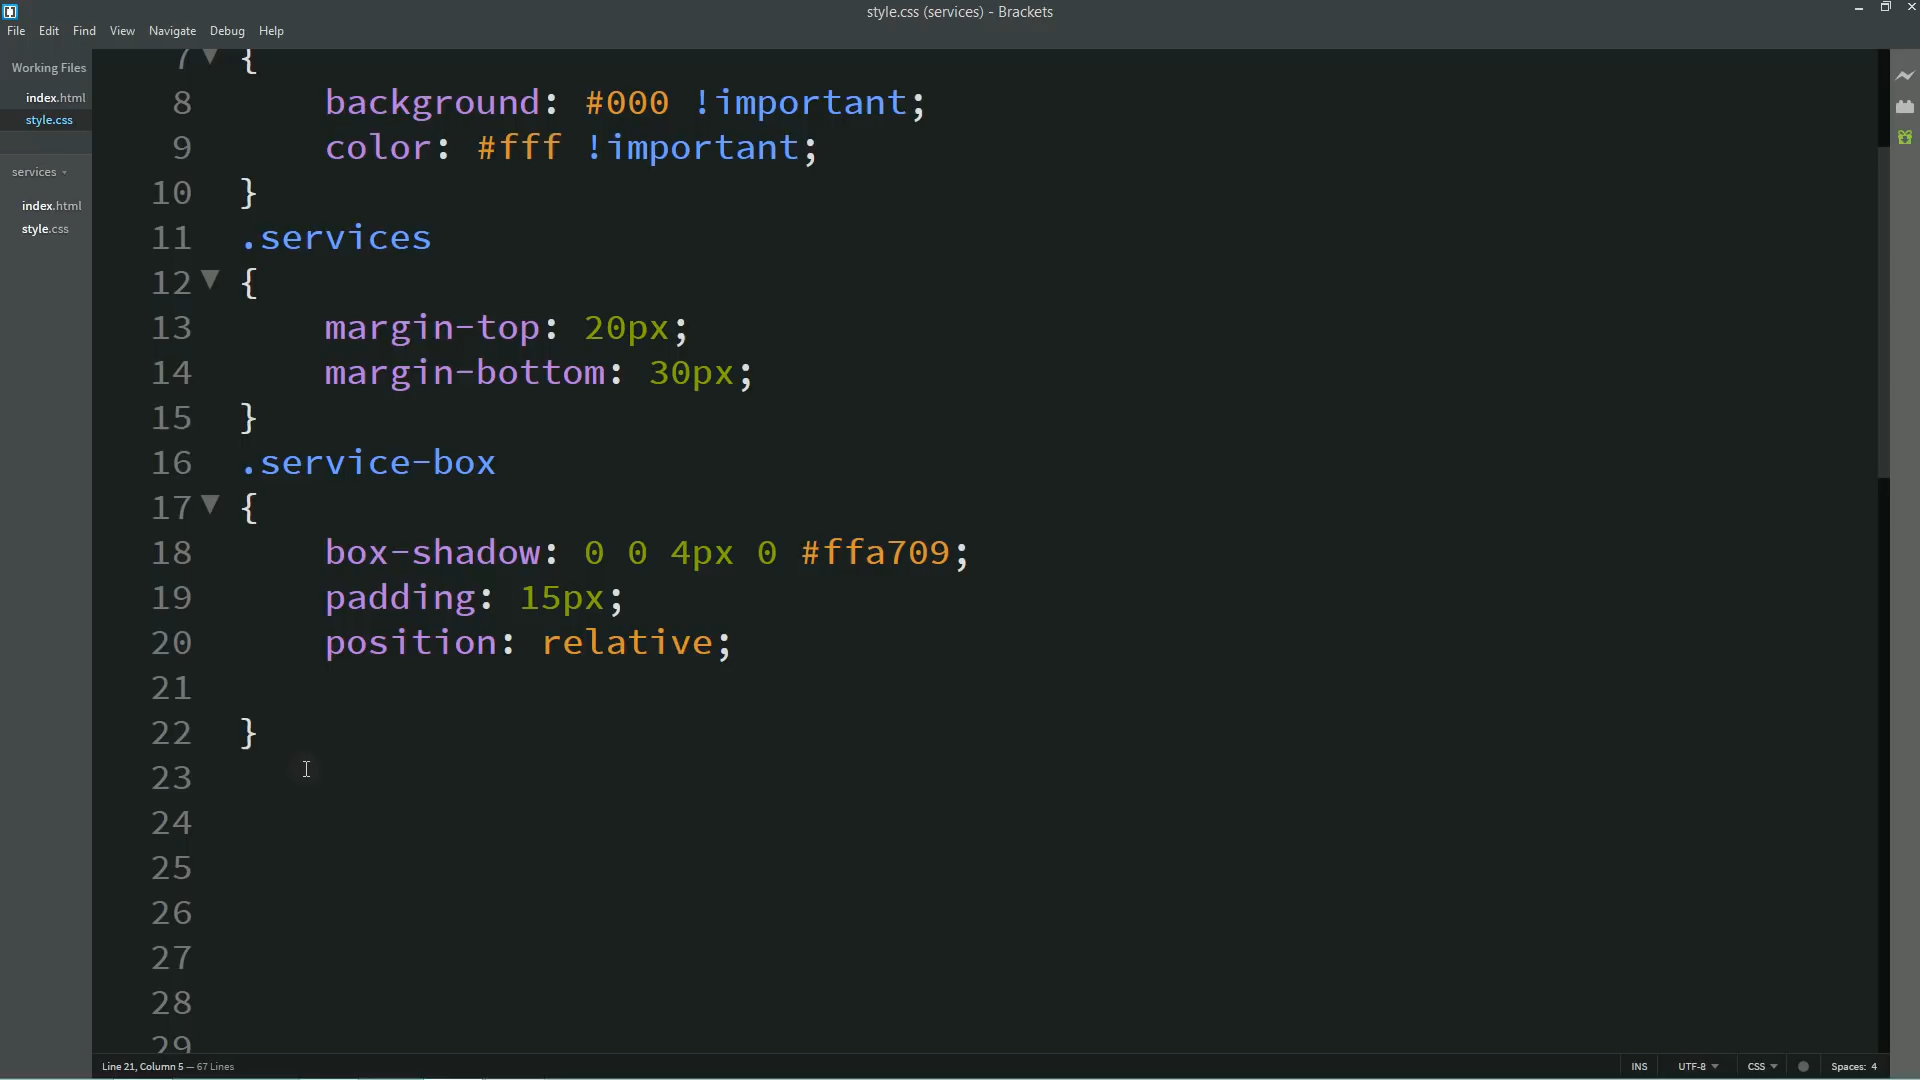 style.css (services) - Brackets
File Edit Find View Navigate Debug Help
Working Files
index.html
style.css
services
index.html
style.css
7 {
8 background: #000 !important;
9 color: #fff !important;
10 }
11 .services
12 {
13 margin-top: 20px;
14 margin-bottom: 30px;
15 }
16 .service-box
17 {
18 box-shadow: 0 0 4px 0 #ffa709;
19 padding: 15px;
20 position: relative;
21
22 }
23
24
25
26
27
28
29
Line 21, Column 5 — 67 Lines INS UTF-8 CSS Spaces: 4